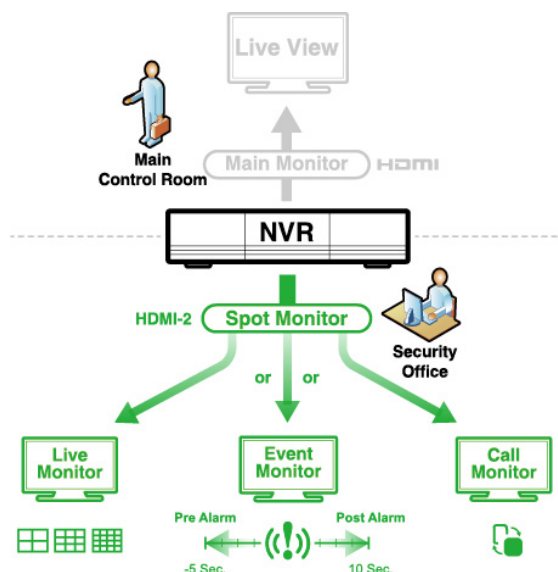 Live View
Main
Control Room
Main Monitor
HDMI
NVR
HDMI-2
Spot Monitor
Security
Office
or or
Live
Monitor
Event
Monitor
Call
Monitor
Pre Alarm
Post Alarm
-5 Sec.
10 Sec.